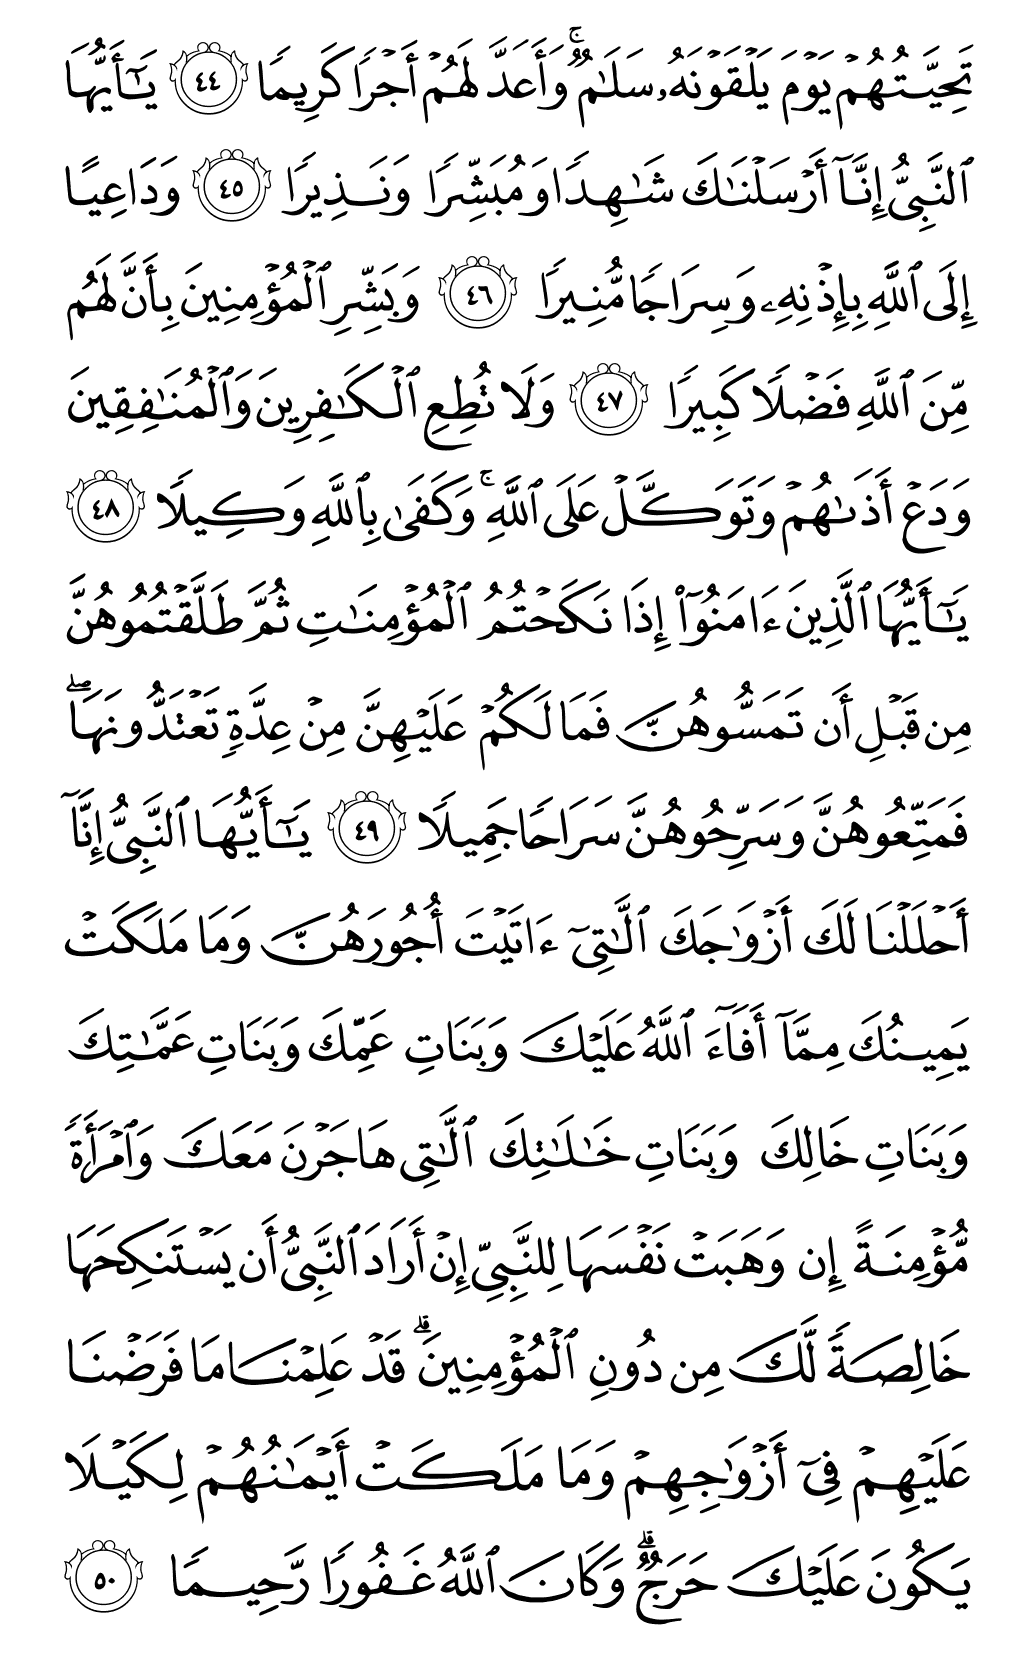 تَحِيَّتُهُمْ يَوْمَ يَلْقَوْنَهُۥ سَلَٰمٌۚ وَأَعَدَّ لَهُمْ أَجْرًا كَرِيمًا ٤٤ يَٰٓأَيُّهَا
ٱلنَّبِىُّ إِنَّآ أَرْسَلْنَٰكَ شَٰهِدًا وَمُبَشِّرًا وَنَذِيرًا ٤٥ وَدَاعِيًا
إِلَى ٱللَّهِ بِإِذْنِهِۦ وَسِرَاجًا مُّنِيرًا ٤٦ وَبَشِّرِ ٱلْمُؤْمِنِينَ بِأَنَّ لَهُم
مِّنَ ٱللَّهِ فَضْلًا كَبِيرًا ٤٧ وَلَا تُطِعِ ٱلْكَٰفِرِينَ وَٱلْمُنَٰفِقِينَ
وَدَعْ أَذَىٰهُمْ وَتَوَكَّلْ عَلَى ٱللَّهِۚ وَكَفَىٰ بِٱللَّهِ وَكِيلًا ٤٨
يَٰٓأَيُّهَا ٱلَّذِينَ ءَامَنُوٓا۟ إِذَا نَكَحْتُمُ ٱلْمُؤْمِنَٰتِ ثُمَّ طَلَّقْتُمُوهُنَّ
مِن قَبْلِ أَن تَمَسُّوهُنَّ فَمَا لَكُمْ عَلَيْهِنَّ مِنْ عِدَّةٍ تَعْتَدُّونَهَاۖ
فَمَتِّعُوهُنَّ وَسَرِّحُوهُنَّ سَرَاحًا جَمِيلًا ٤٩ يَٰٓأَيُّهَا ٱلنَّبِىُّ إِنَّآ
أَحْلَلْنَا لَكَ أَزْوَٰجَكَ ٱلَّٰتِىٓ ءَاتَيْتَ أُجُورَهُنَّ وَمَا مَلَكَتْ
يَمِينُكَ مِمَّآ أَفَآءَ ٱللَّهُ عَلَيْكَ وَبَنَاتِ عَمِّكَ وَبَنَاتِ عَمَّٰتِكَ
وَبَنَاتِ خَالِكَ وَبَنَاتِ خَٰلَٰتِكَ ٱلَّٰتِى هَاجَرْنَ مَعَكَ وَٱمْرَأَةً
مُّؤْمِنَةً إِن وَهَبَتْ نَفْسَهَا لِلنَّبِىِّ إِنْ أَرَادَ ٱلنَّبِىُّ أَن يَسْتَنكِحَهَا
خَالِصَةً لَّكَ مِن دُونِ ٱلْمُؤْمِنِينَۗ قَدْ عَلِمْنَا مَا فَرَضْنَا
عَلَيْهِمْ فِىٓ أَزْوَٰجِهِمْ وَمَا مَلَكَتْ أَيْمَٰنُهُمْ لِكَيْلَا
يَكُونَ عَلَيْكَ حَرَجٌۗ وَكَانَ ٱللَّهُ غَفُورًا رَّحِيمًا ٥٠